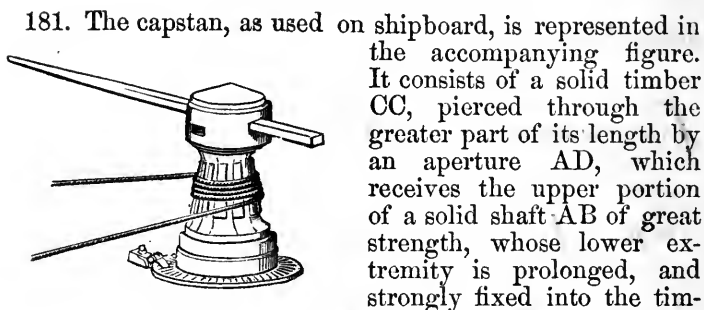 181. The capstan, as used on shipboard, is represented in
the accompanying figure.
It consists of a solid timber
CC, pierced through the
greater part of its length by
an aperture AD, which
receives the upper portion
of a solid shaft AB of great
strength, whose lower ex-
tremity is prolonged, and
strongly fixed into the tim-